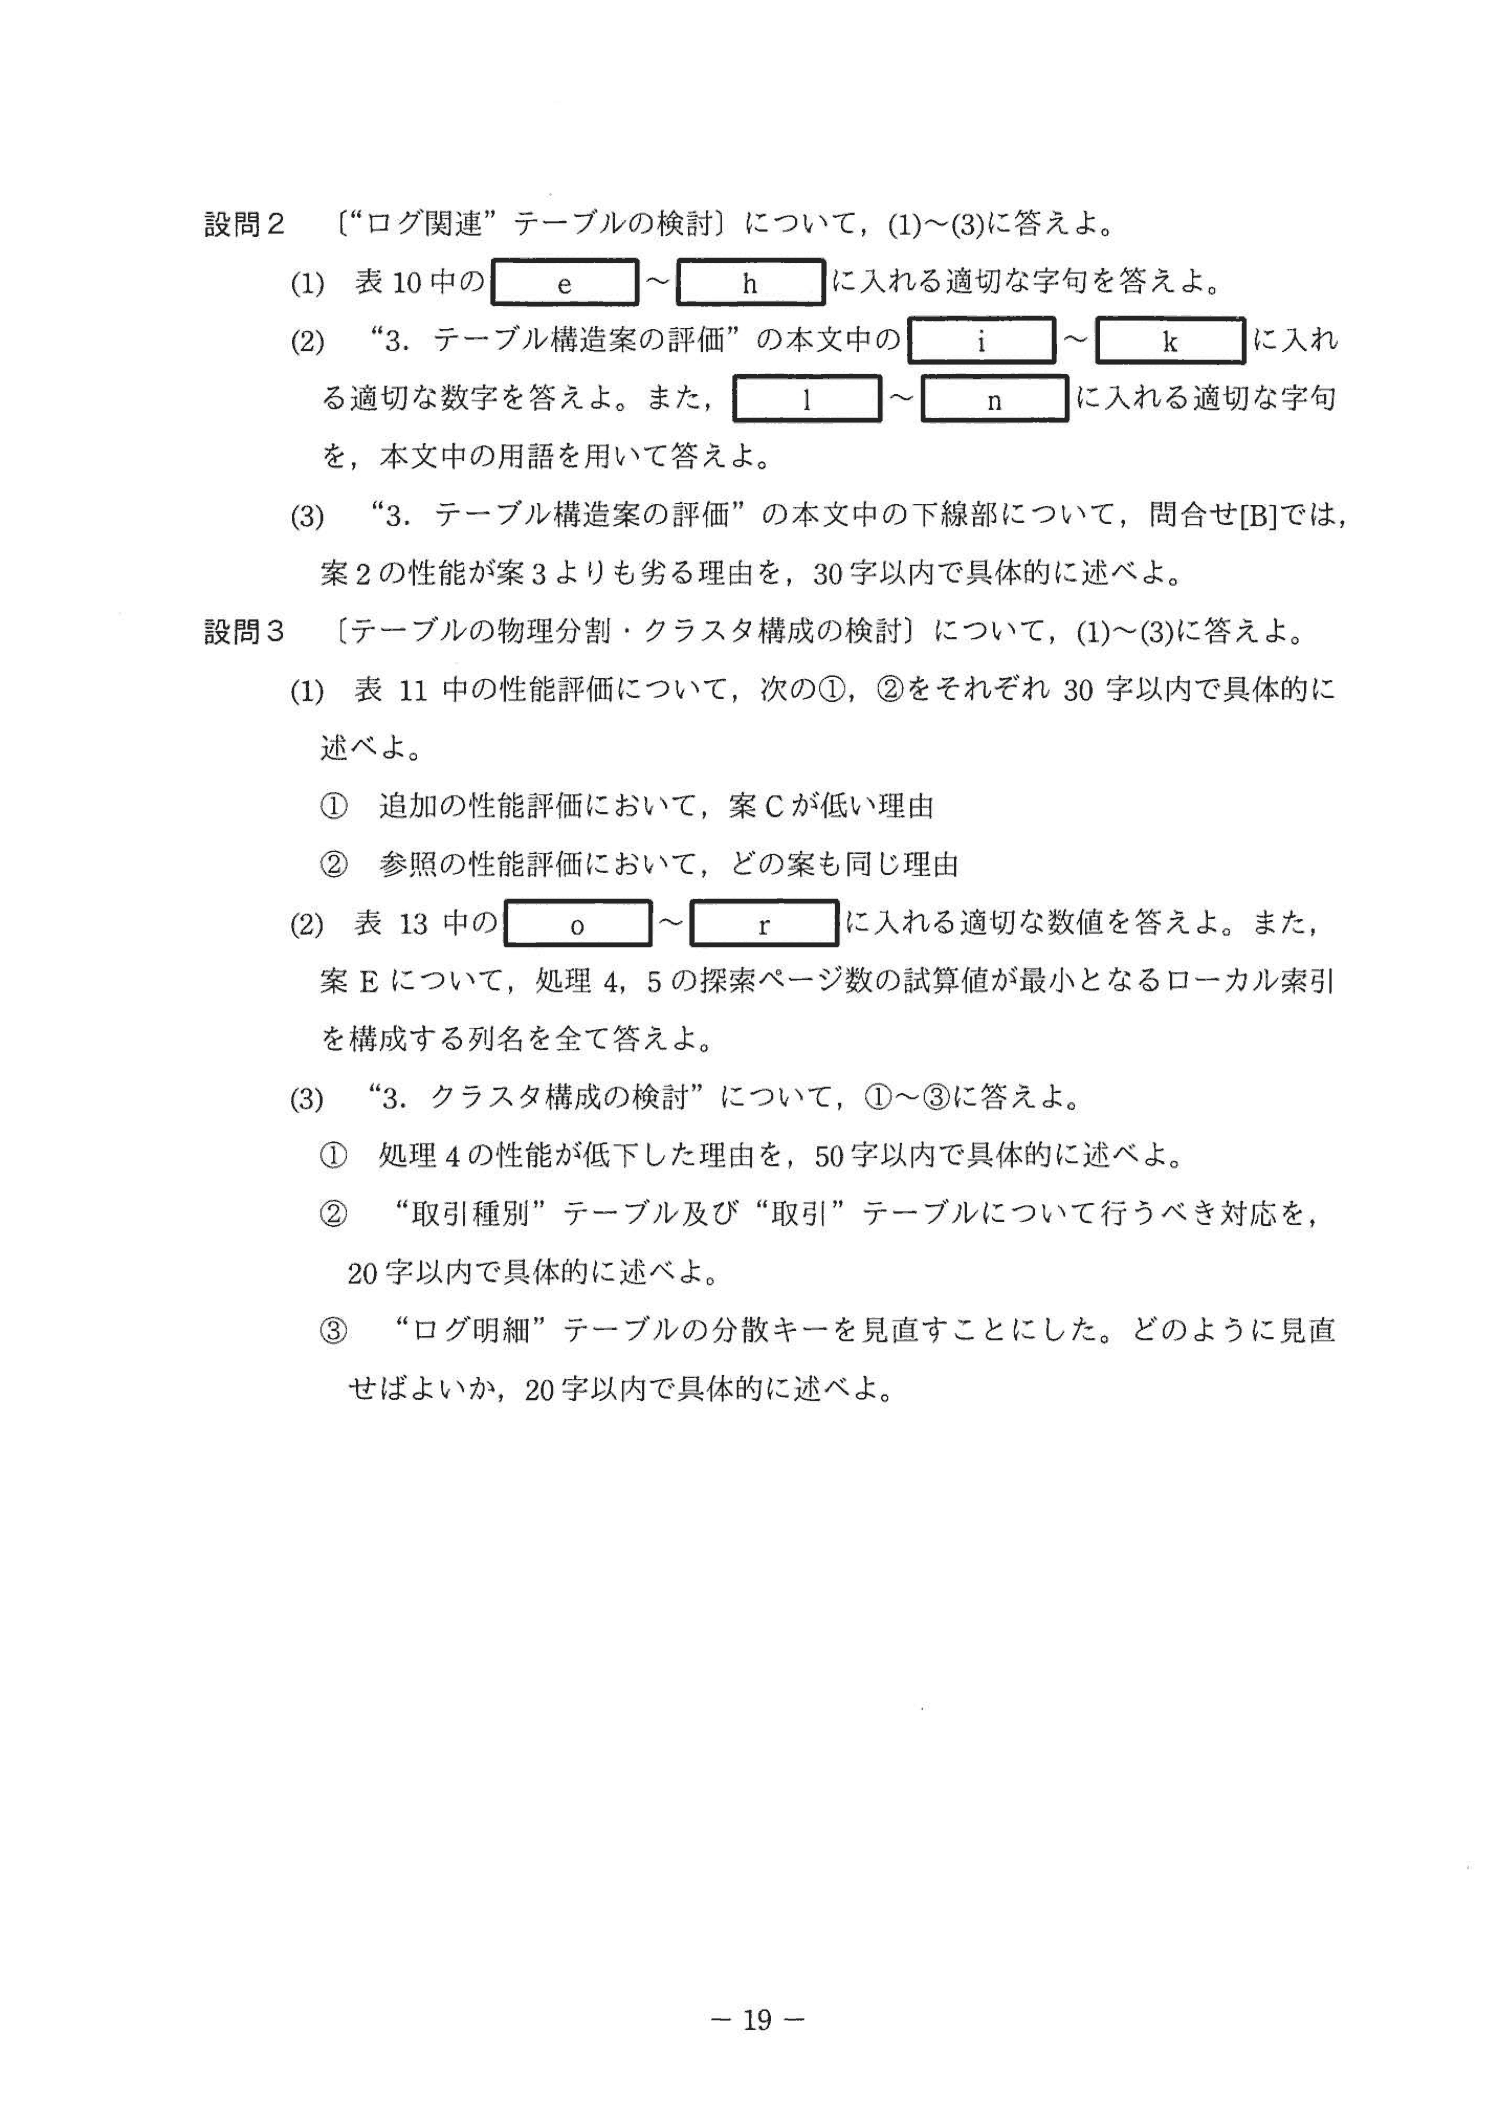 設問2 〔“ログ関連”テーブルの検討〕について，(1)～(3)に答えよ。
(1) 表10中の e ～ h に入れる適切な字句を答えよ。
(2) “3．テーブル構造案の評価”の本文中の i ～ k に入れ
る適切な数字を答えよ。また， l ～ n に入れる適切な字句
を，本文中の用語を用いて答えよ。
(3) “3．テーブル構造案の評価”の本文中の下線部について，問合せ[B]では，
案2の性能が案3よりも劣る理由を，30字以内で具体的に述べよ。
設問3 〔テーブルの物理分割・クラスタ構成の検討〕について，(1)～(3)に答えよ。
(1) 表 11 中の性能評価について，次の①，②をそれぞれ 30 字以内で具体的に
述べよ。
① 追加の性能評価において，案Cが低い理由
② 参照の性能評価において，どの案も同じ理由
(2) 表 13 中の o ～ r に入れる適切な数値を答えよ。また，
案 E について，処理 4，5の探索ページ数の試算値が最小となるローカル索引
を構成する列名を全て答えよ。
(3) “3．クラスタ構成の検討”について，①～③に答えよ。
① 処理4の性能が低下した理由を，50字以内で具体的に述べよ。
② “取引種別”テーブル及び“取引”テーブルについて行うべき対応を，
20字以内で具体的に述べよ。
③ “ログ明細”テーブルの分散キーを見直すことにした。どのように見直
せばよいか，20字以内で具体的に述べよ。
－ 19 －